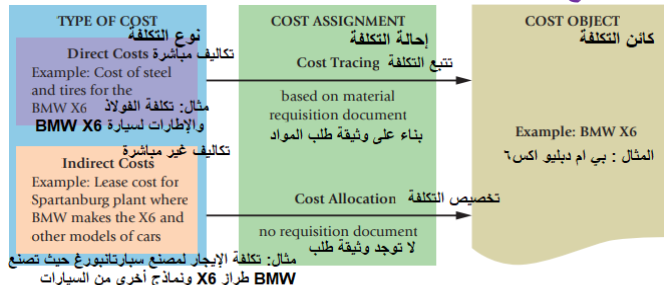 TYPE OF COST
نوع التكلفة
Direct Costs تكاليف مباشرة
Example: Cost of steel
and tires for the
BMW X6
مثال: تكلفة الفولاذ
والإطارات لسيارة BMW X6
تكاليف غير مباشرة
Indirect Costs
Example: Lease cost for
Spartanburg plant where
BMW makes the X6 and
other models of cars
مثال: تكلفة الإيجار لمصنع سبارتانبورغ حيث تصنع
BMW طراز X6 ونماذج أخرى من السيارات
COST ASSIGNMENT
إحالة التكلفة
Cost Tracing تتبع التكلفة
based on material
requisition document
بناء على وثيقة طلب المواد
Cost Allocation تخصيص التكلفة
no requisition document
لا توجد وثيقة طلب
COST OBJECT
كائن التكلفة
Example: BMW X6
المثال : بي ام دبليو اكس٦